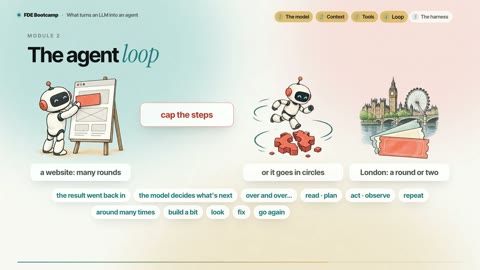 FDE Bootcamp · What turns an LLM into an agent
The model
Context
Tools
Loop
The harness
MODULE 2
The agent loop
cap the steps
a website: many rounds
or it goes in circles
London: a round or two
the result went back in
the model decides what's next
over and over...
read · plan
act · observe
repeat
around many times
build a bit
look
fix
go again